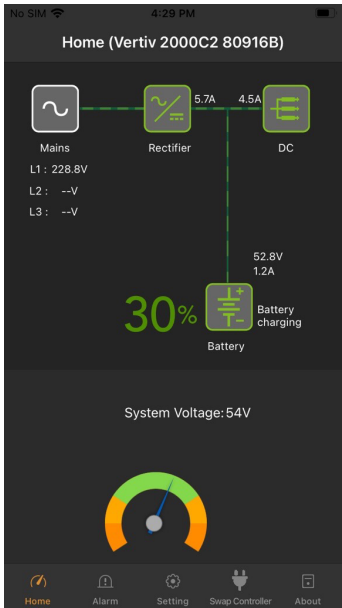 No SIM 4:29 PM
Home (Vertiv 2000C2 80916B)
5.7A 4.5A
Mains Rectifier DC
L1 : 228.8V
L2 : --V
L3 : --V
52.8V
1.2A
30%
Battery
charging
Battery
System Voltage: 54V
Home Alarm Setting Swap Controller About